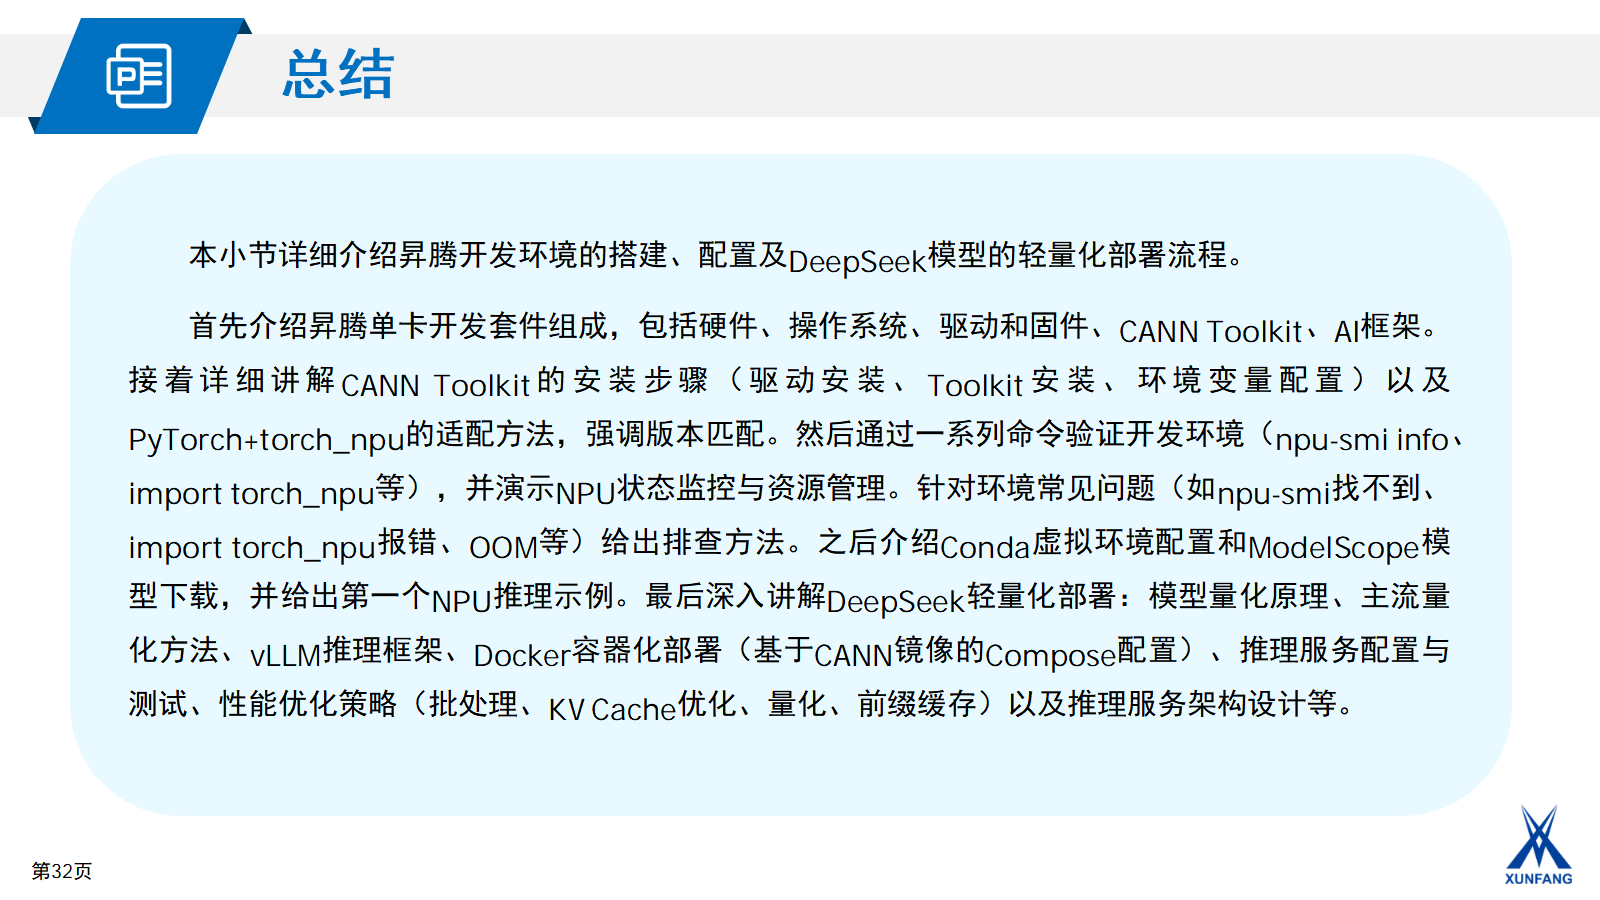 总结
本小节详细介绍昇腾开发环境的搭建、配置及DeepSeek模型的轻量化部署流程。
首先介绍昇腾单卡开发套件组成，包括硬件、操作系统、驱动和固件、CANN Toolkit、AI框架。
接着详细讲解CANN Toolkit的安装步骤（驱动安装、Toolkit安装、环境变量配置）以及
PyTorch+torch_npu的适配方法，强调版本匹配。然后通过一系列命令验证开发环境（npu-smi info、
import torch_npu等），并演示NPU状态监控与资源管理。针对环境常见问题（如npu-smi找不到、
import torch_npu报错、OOM等）给出排查方法。之后介绍Conda虚拟环境配置和ModelScope模
型下载，并给出第一个NPU推理示例。最后深入讲解DeepSeek轻量化部署：模型量化原理、主流量
化方法、vLLM推理框架、Docker容器化部署（基于CANN镜像的Compose配置）、推理服务配置与
测试、性能优化策略（批处理、KV Cache优化、量化、前缀缓存）以及推理服务架构设计等。
第32页
XUNFANG